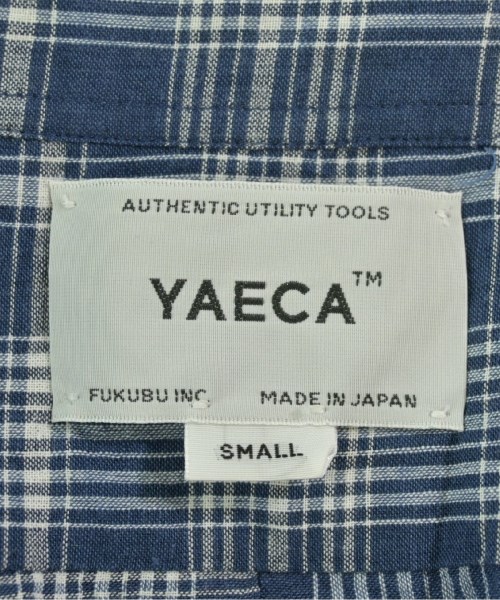 AUTHENTIC UTILITY TOOLS
YAECA™
FUKUBU INC. MADE IN JAPAN
SMALL